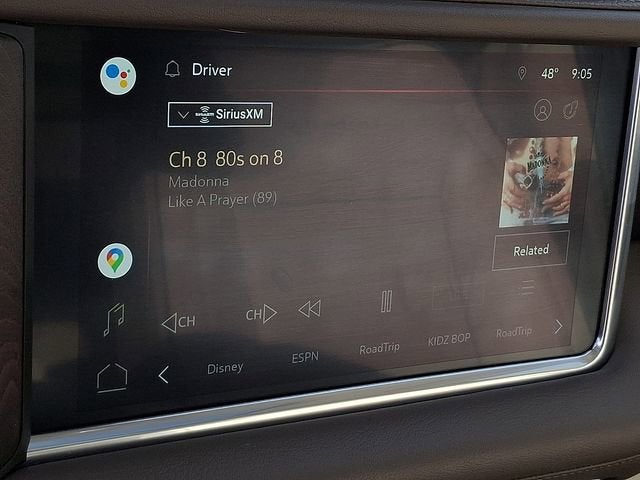 Driver
48° 9:05
SiriusXM
Ch 8 80s on 8
Madonna
Like A Prayer (89)
MADONNA
Related
CH
CH
Disney
ESPN
RoadTrip
KIDZ BOP
RoadTrip